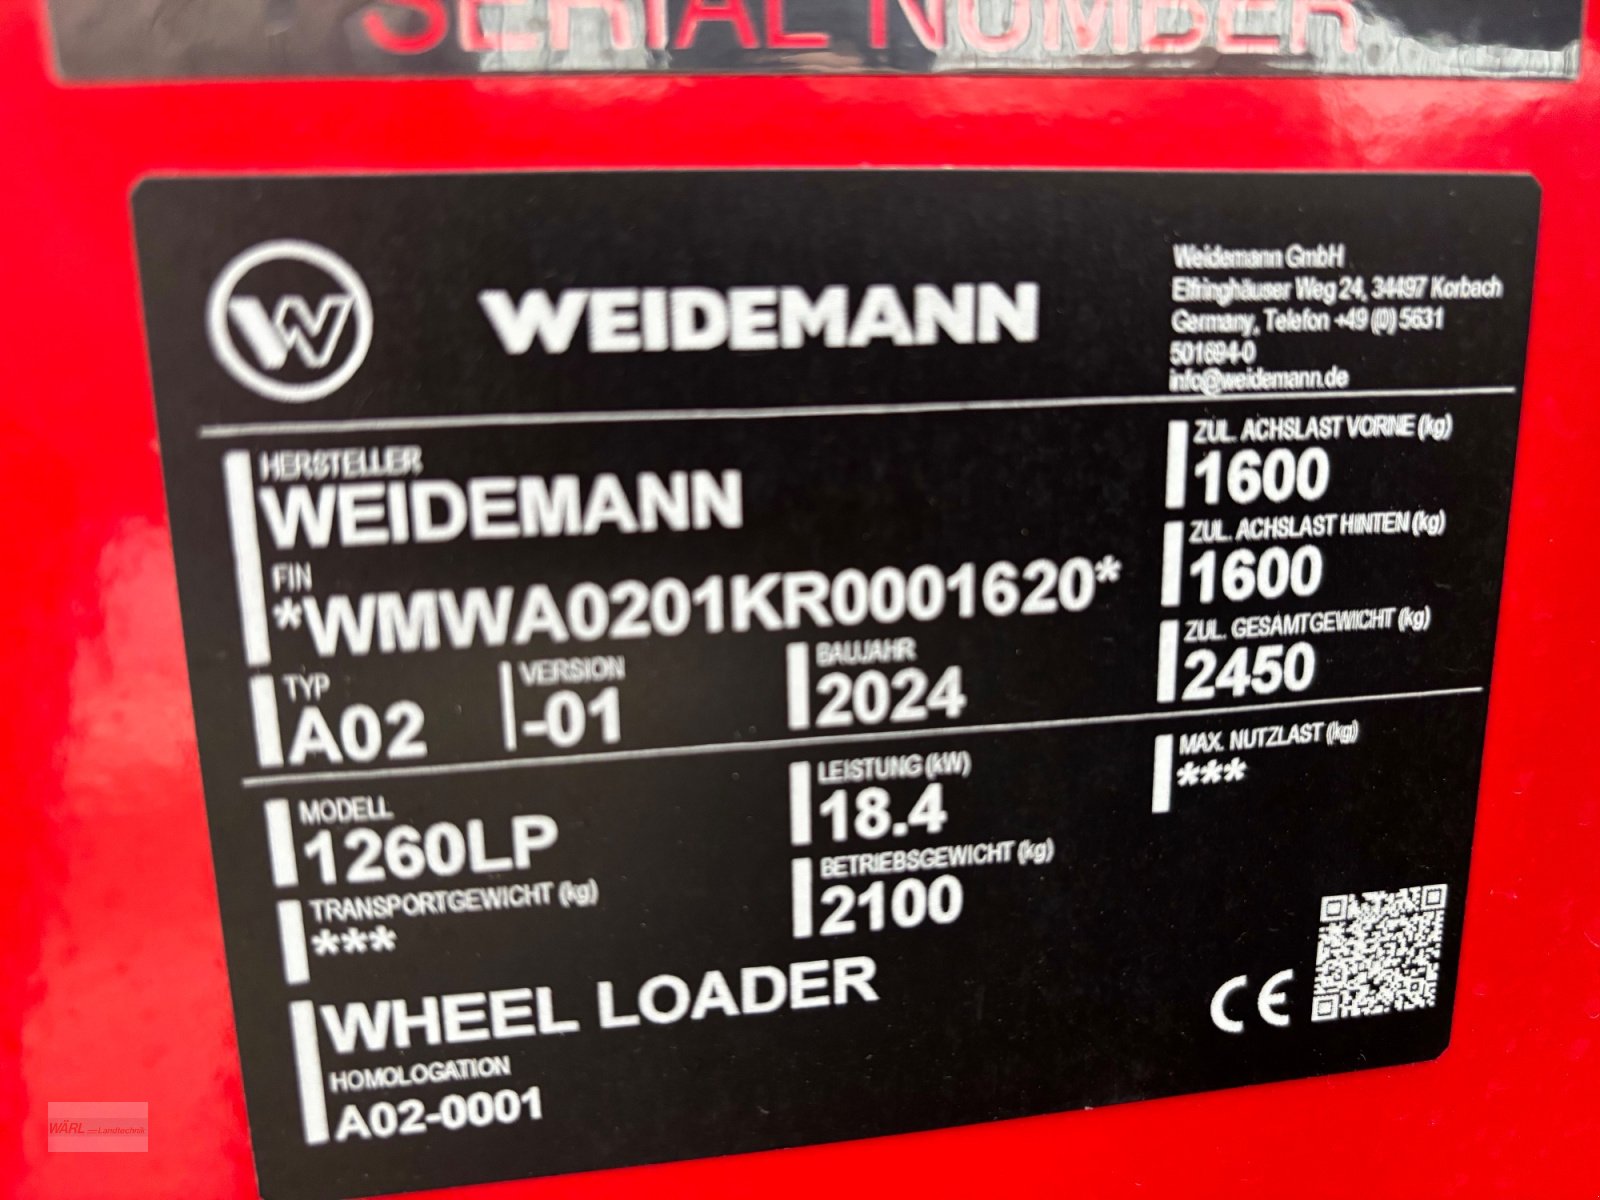 SERIAL NUMBER
W
WEIDEMANN
Weidemann GmbH
Elfringhäuser Weg 24, 34497 Korbach
Germany, Telefon +49 (0) 5631
501694-0
info@weidemann.de
HERSTELLER
WEIDEMANN
FIN
*WMWA0201KR0001620*
TYP
A02
VERSION
-01
BAUJAHR
2024
ZUL. ACHSLAST VORNE (kg)
1600
ZUL. ACHSLAST HINTEN (kg)
1600
ZUL. GESAMTGEWICHT (kg)
2450
MODELL
1260LP
LEISTUNG (kW)
18.4
MAX. NUTZLAST (kg)
***
TRANSPORTGEWICHT (kg)
***
BETRIEBSGEWICHT (kg)
2100
WHEEL LOADER
HOMOLOGATION
A02-0001
CE
WÄRL Landtechnik